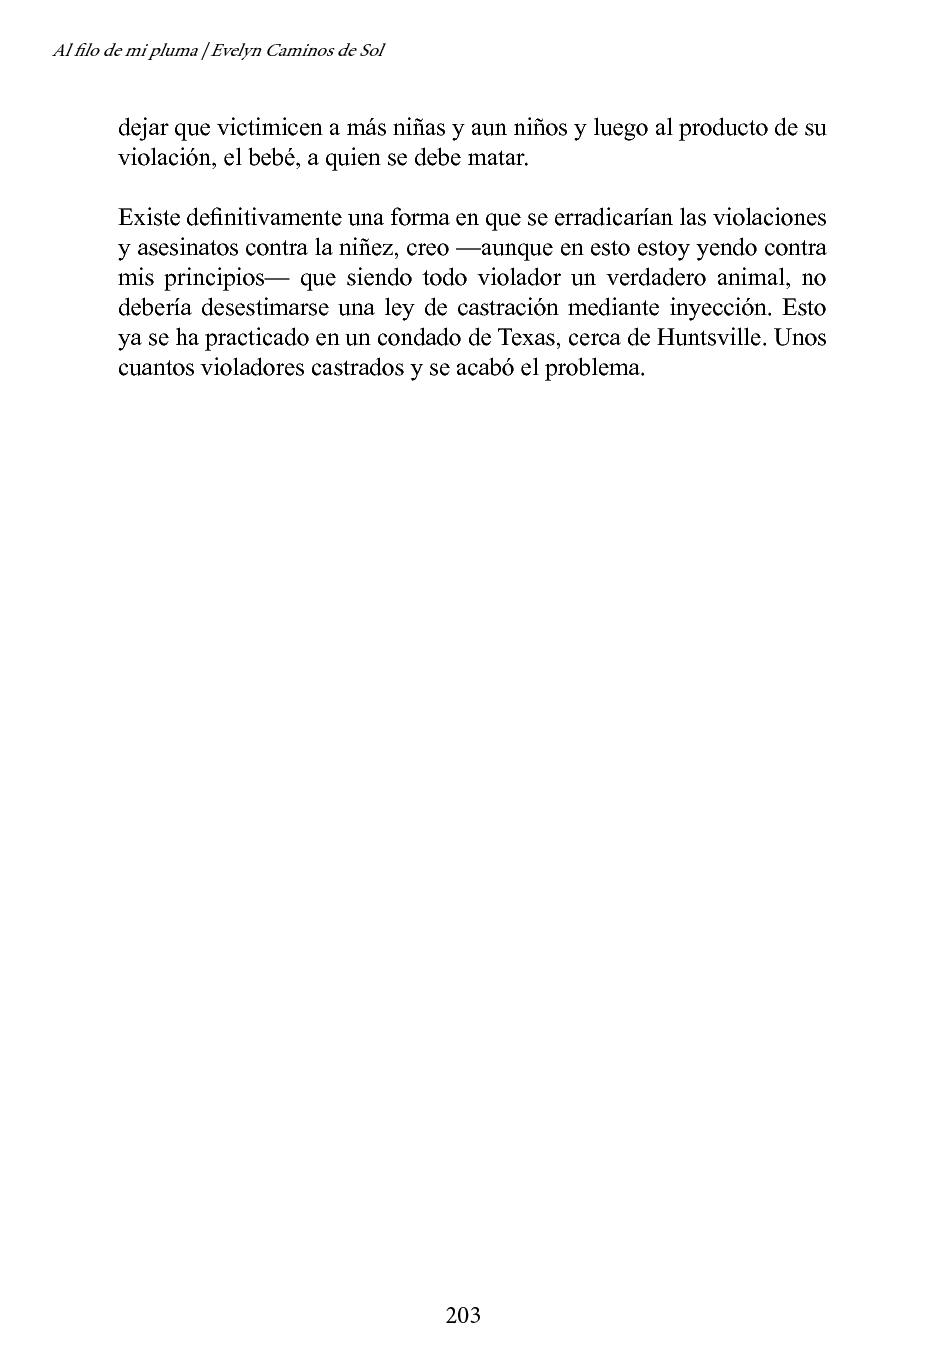 Al filo de mi pluma / Evelyn Caminos de Sol
dejar que victimicen a más niñas y aun niños y luego al producto de su
violación, el bebé, a quien se debe matar.
Existe definitivamente una forma en que se erradicarían las violaciones
y asesinatos contra la niñez, creo —aunque en esto estoy yendo contra
mis principios— que siendo todo violador un verdadero animal, no
debería desestimarse una ley de castración mediante inyección. Esto
ya se ha practicado en un condado de Texas, cerca de Huntsville. Unos
cuantos violadores castrados y se acabó el problema.
203